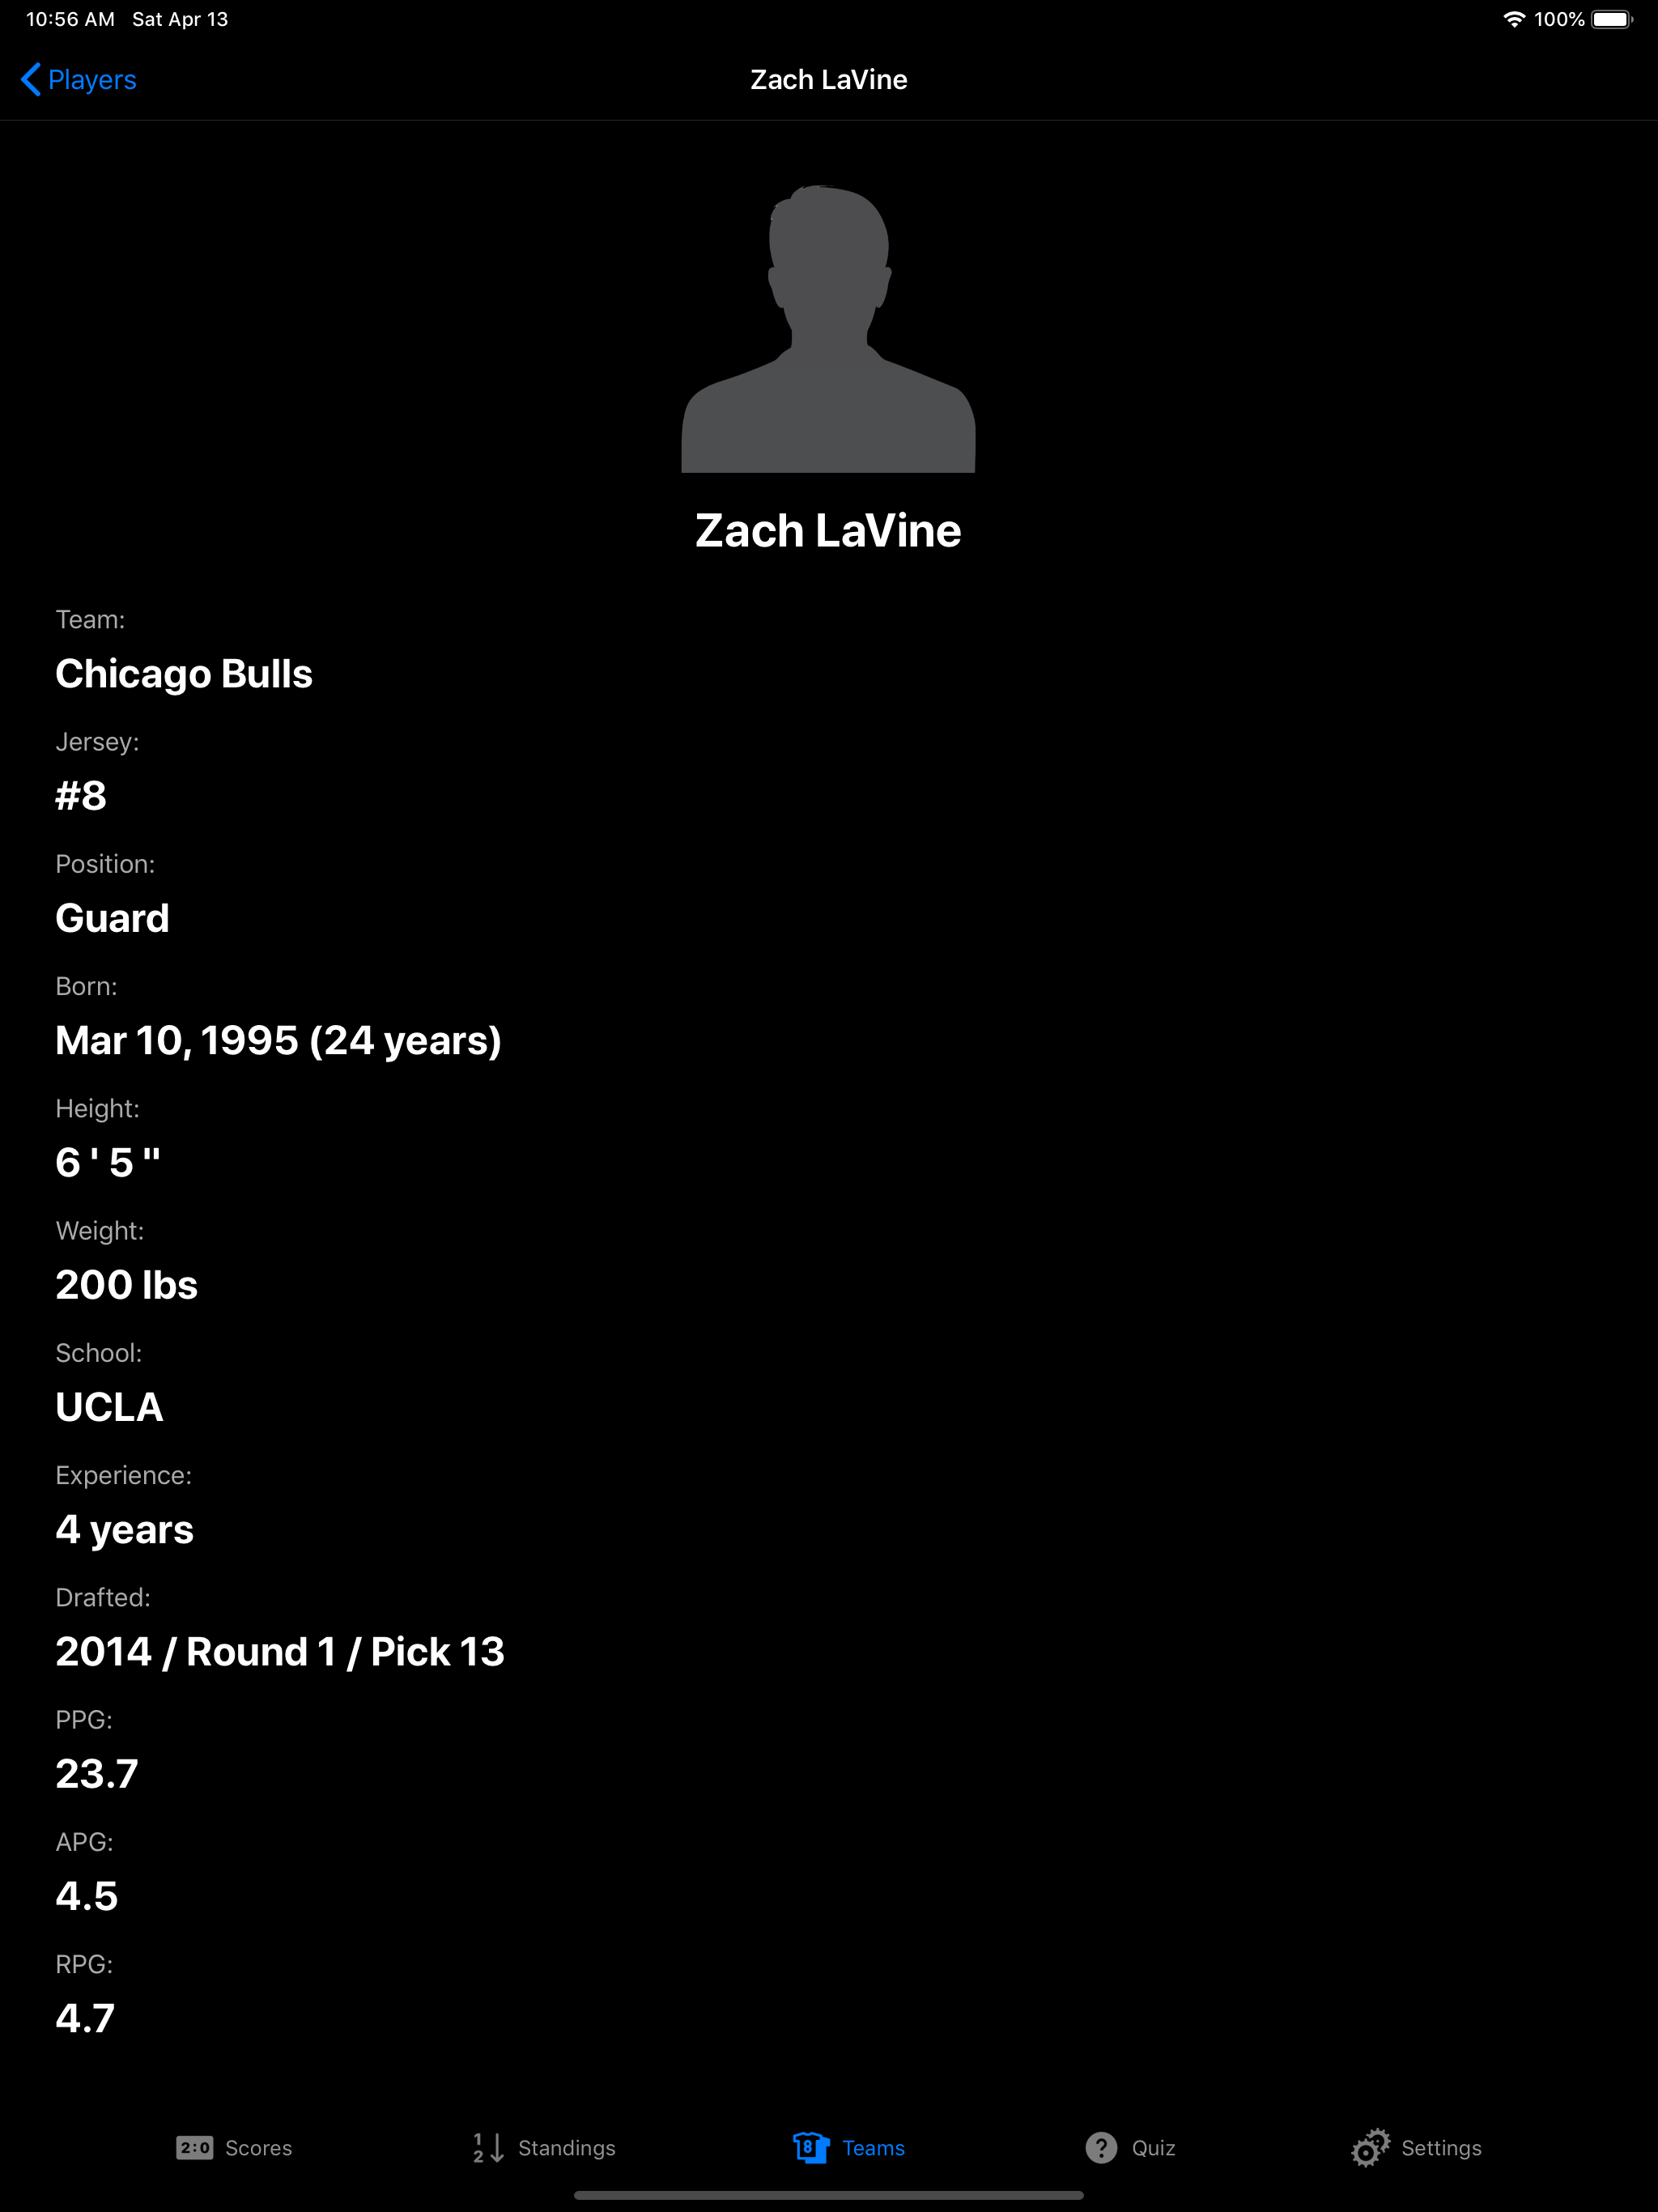 10:56 AM Sat Apr 13 100%
Players Zach LaVine
Zach LaVine
Team:
Chicago Bulls
Jersey:
#8
Position:
Guard
Born:
Mar 10, 1995 (24 years)
Height:
6 ' 5 "
Weight:
200 lbs
School:
UCLA
Experience:
4 years
Drafted:
2014 / Round 1 / Pick 13
PPG:
23.7
APG:
4.5
RPG:
4.7
2:0 Scores 1 2 Standings 8 Teams ? Quiz Settings